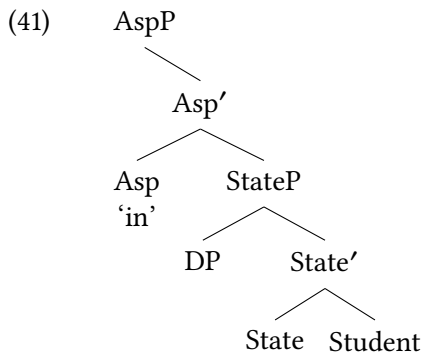 (41) AspP
Asp′
Asp StateP
‘in’
DP State′
State Student